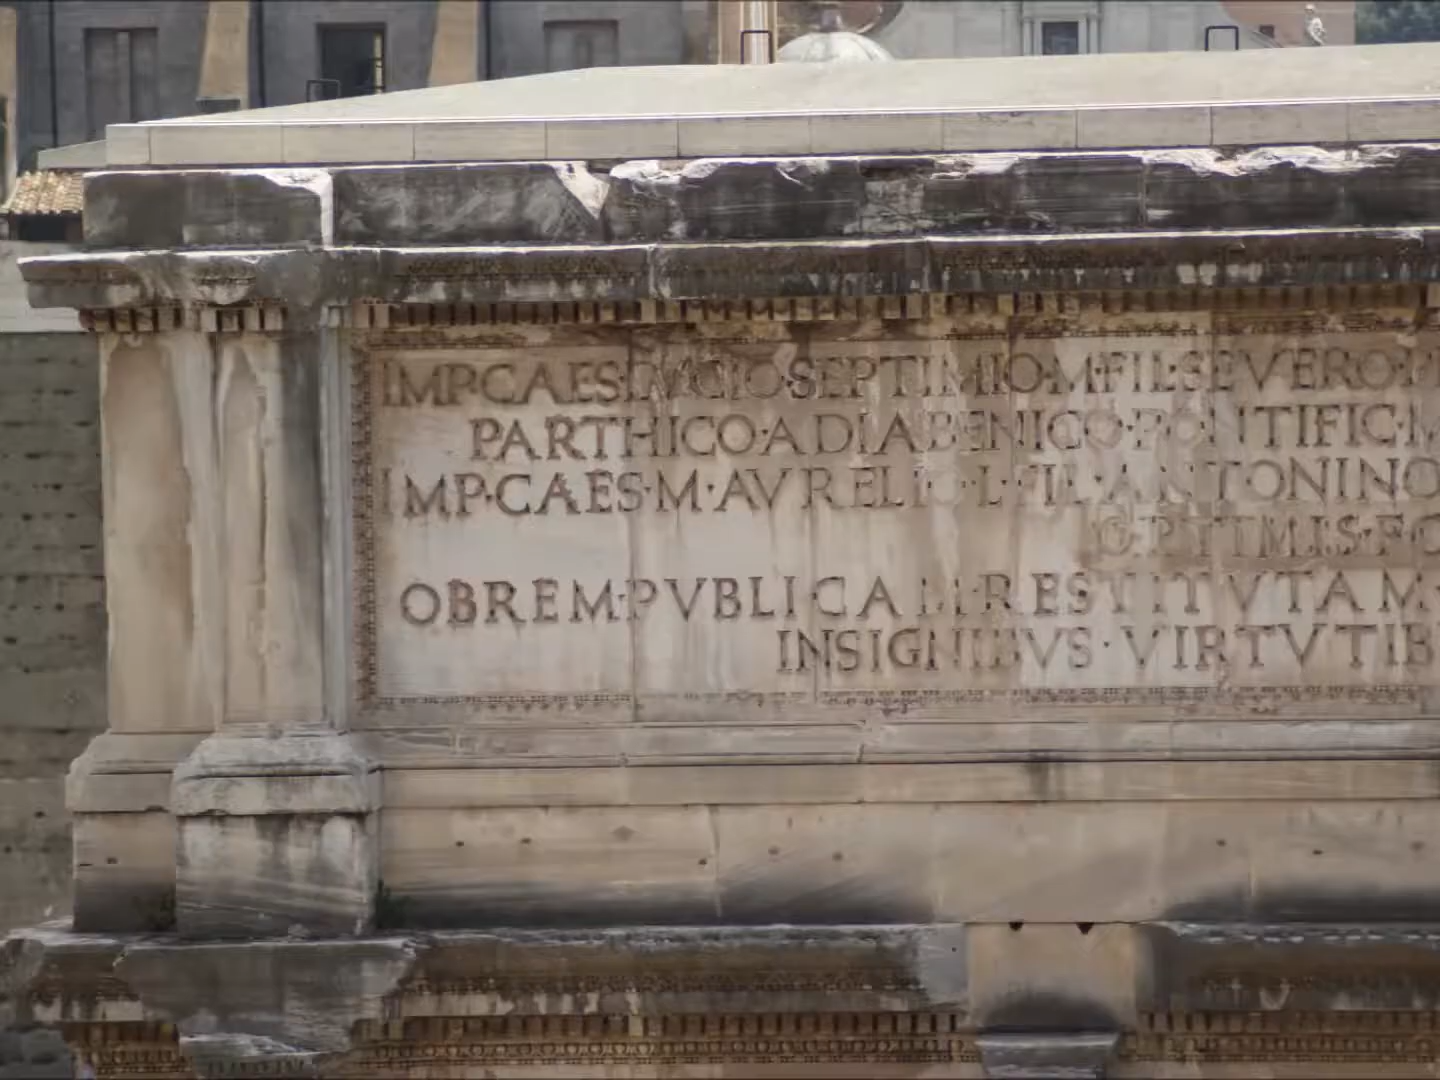 IMP·CAES·LVCIO·SEPTIMIO·M·FIL·SEVERO·
PARTHICO·ADIABENICO·PONTIFIC·M
IMP·CAES·M·AVRELIO·L·FIL·ANTONINO
OPTIMIS·FO
OB·REM·PVBLICAM·RESTITVTAM·
INSIGNIBVS·VIRTVTIB